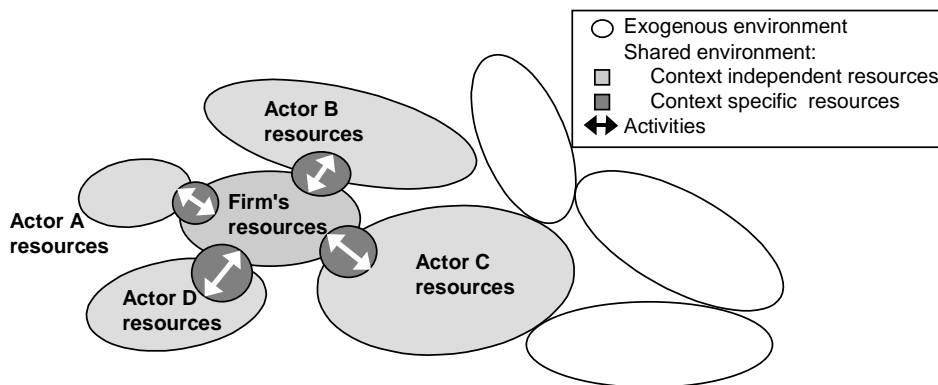 Exogenous environment
Shared environment:
Context independent resources
Context specific resources
Activities
Actor B
resources
Firm's
resources
Actor A
resources
Actor C
resources
Actor D
resources